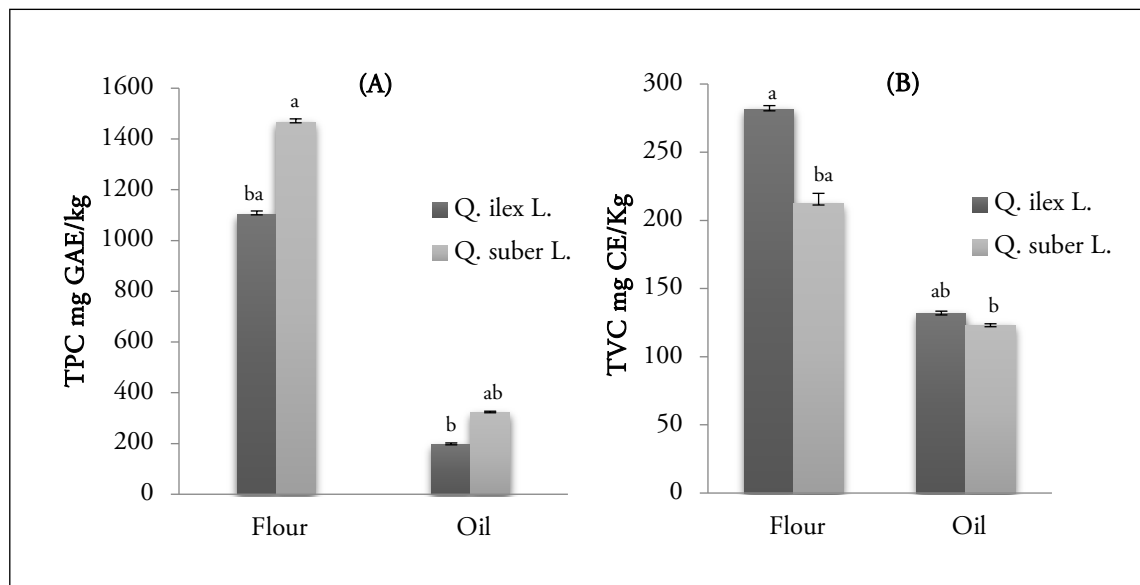 (A)
TPC mg GAE/kg
1600
1400
1200
1000
800
600
400
200
0
ba
a
b
ab
Q. ilex L.
Q. suber L.
Flour
Oil
(B)
TVC mg CE/Kg
300
250
200
150
100
50
0
a
ba
ab
b
Q. ilex L.
Q. suber L.
Flour
Oil